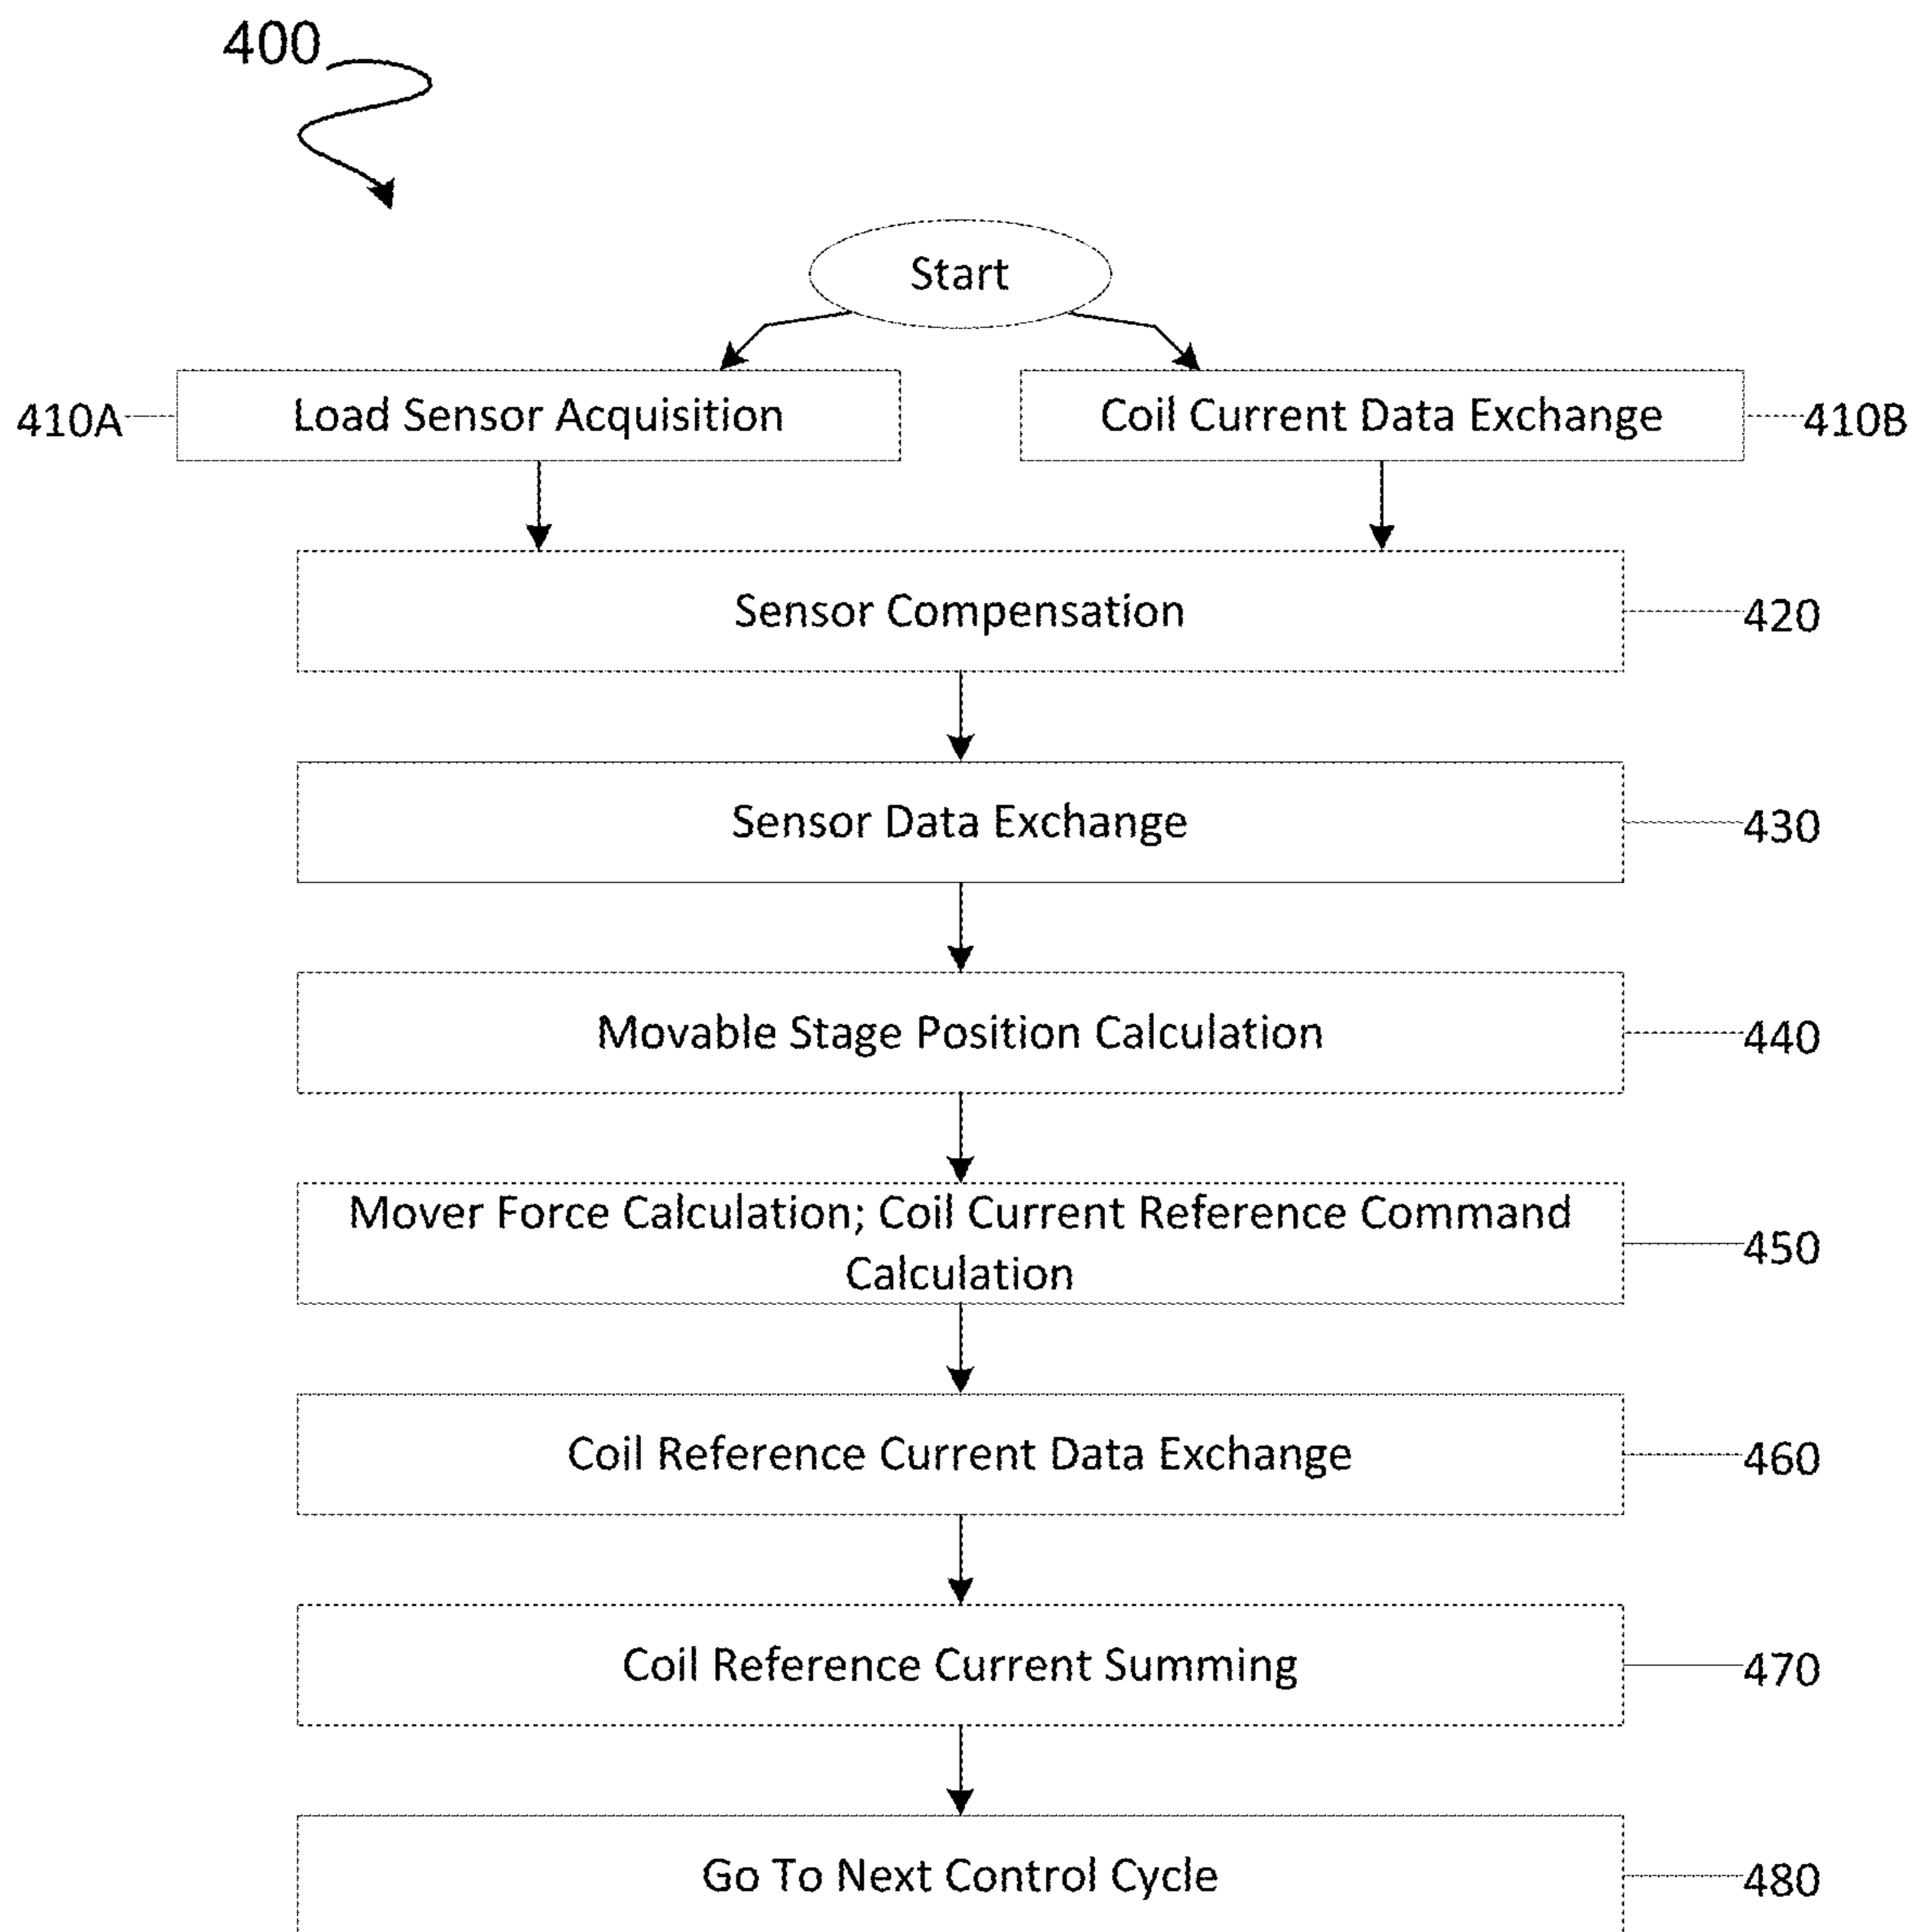 400
Start
410A
Load Sensor Acquisition
Coil Current Data Exchange
410B
Sensor Compensation
420
Sensor Data Exchange
430
Movable Stage Position Calculation
440
Mover Force Calculation; Coil Current Reference Command
Calculation
450
Coil Reference Current Data Exchange
460
Coil Reference Current Summing
470
Go To Next Control Cycle
480